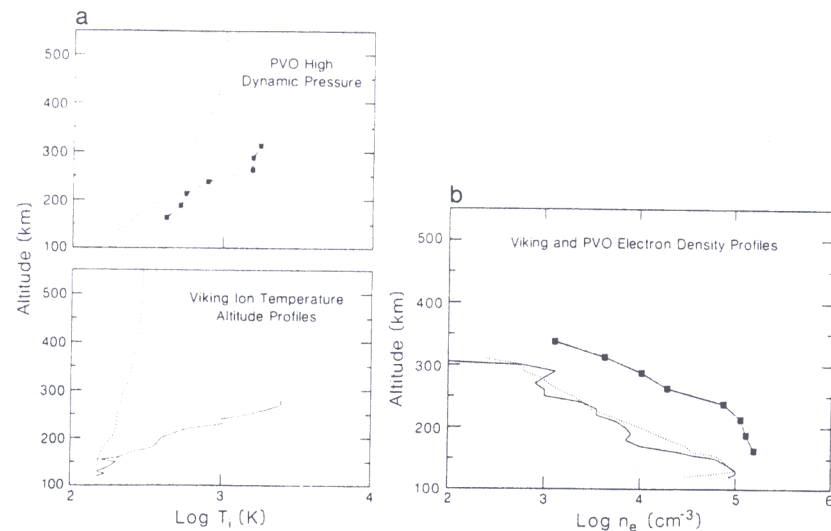 a
500
400
300
200
100
PVO High
Dynamic Pressure
Altitude (km)
500
400
300
200
100
Viking Ion Temperature
Altitude Profiles
2
3
4
Log Ti (K)
b
500
400
300
200
100
Viking and PVO Electron Density Profiles
Altitude (km)
2
3
4
5
6
Log ne (cm-3)